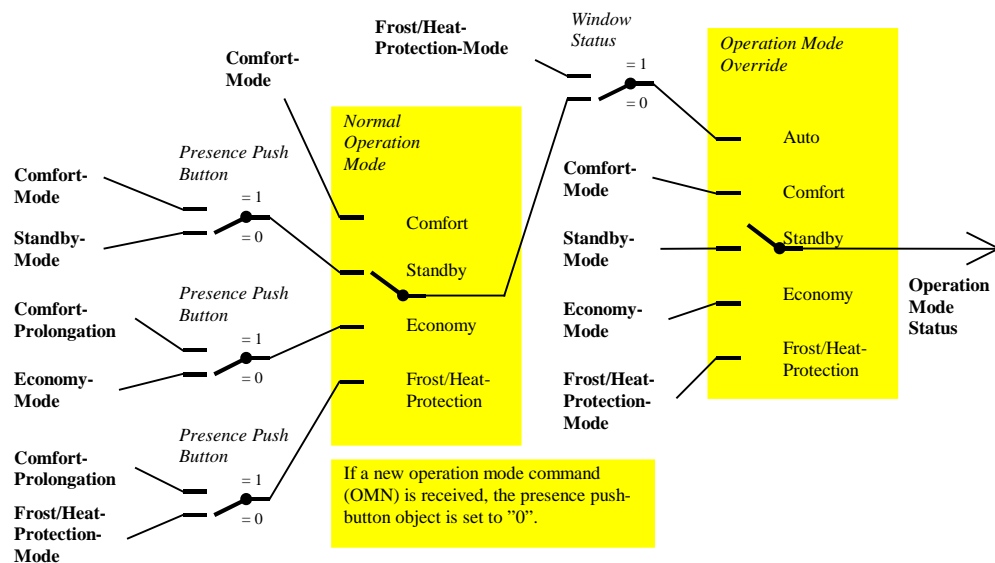 Comfort-
Mode
Frost/Heat-
Protection-Mode
Window
Status
= 1
= 0
Operation Mode
Override
Auto
Comfort
Standby
Economy
Frost/Heat-
Protection
Normal
Operation
Mode
Comfort
Standby
Economy
Frost/Heat-
Protection
Presence Push
Button
= 1
= 0
Comfort-
Mode
Standby-
Mode
Presence Push
Button
= 1
= 0
Comfort-
Prolongation
Economy-
Mode
Presence Push
Button
= 1
= 0
Comfort-
Prolongation
Frost/Heat-
Protection-
Mode
Comfort-
Mode
Standby-
Mode
Economy-
Mode
Frost/Heat-
Protection-
Mode
Operation
Mode
Status
If a new operation mode command
(OMN) is received, the presence push-
button object is set to ”0”.